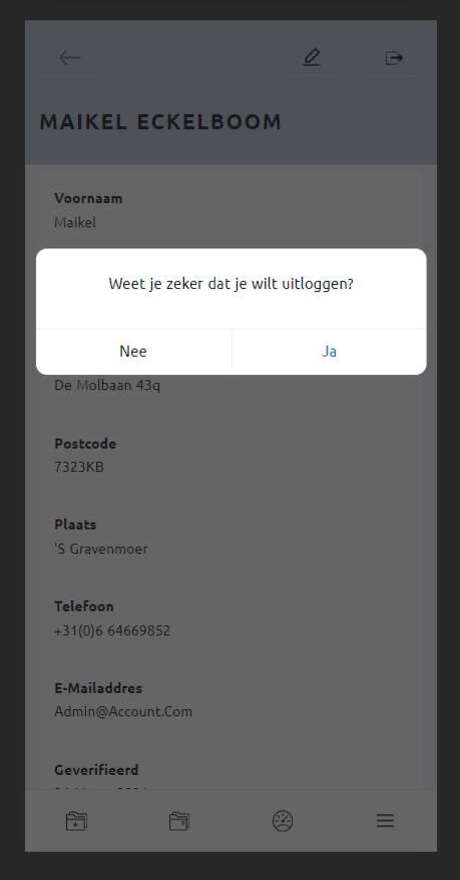 MAIKEL ECKELBOOM
Voornaam
Maikel
Weet je zeker dat je wilt uitloggen?
Nee Ja
De Molbaan 43q
Postcode
7323KB
Plaats
'S Gravenmoer
Telefoon
+31(0)6 64669852
E-Mailaddres
Admin@Account.Com
Geverifieerd